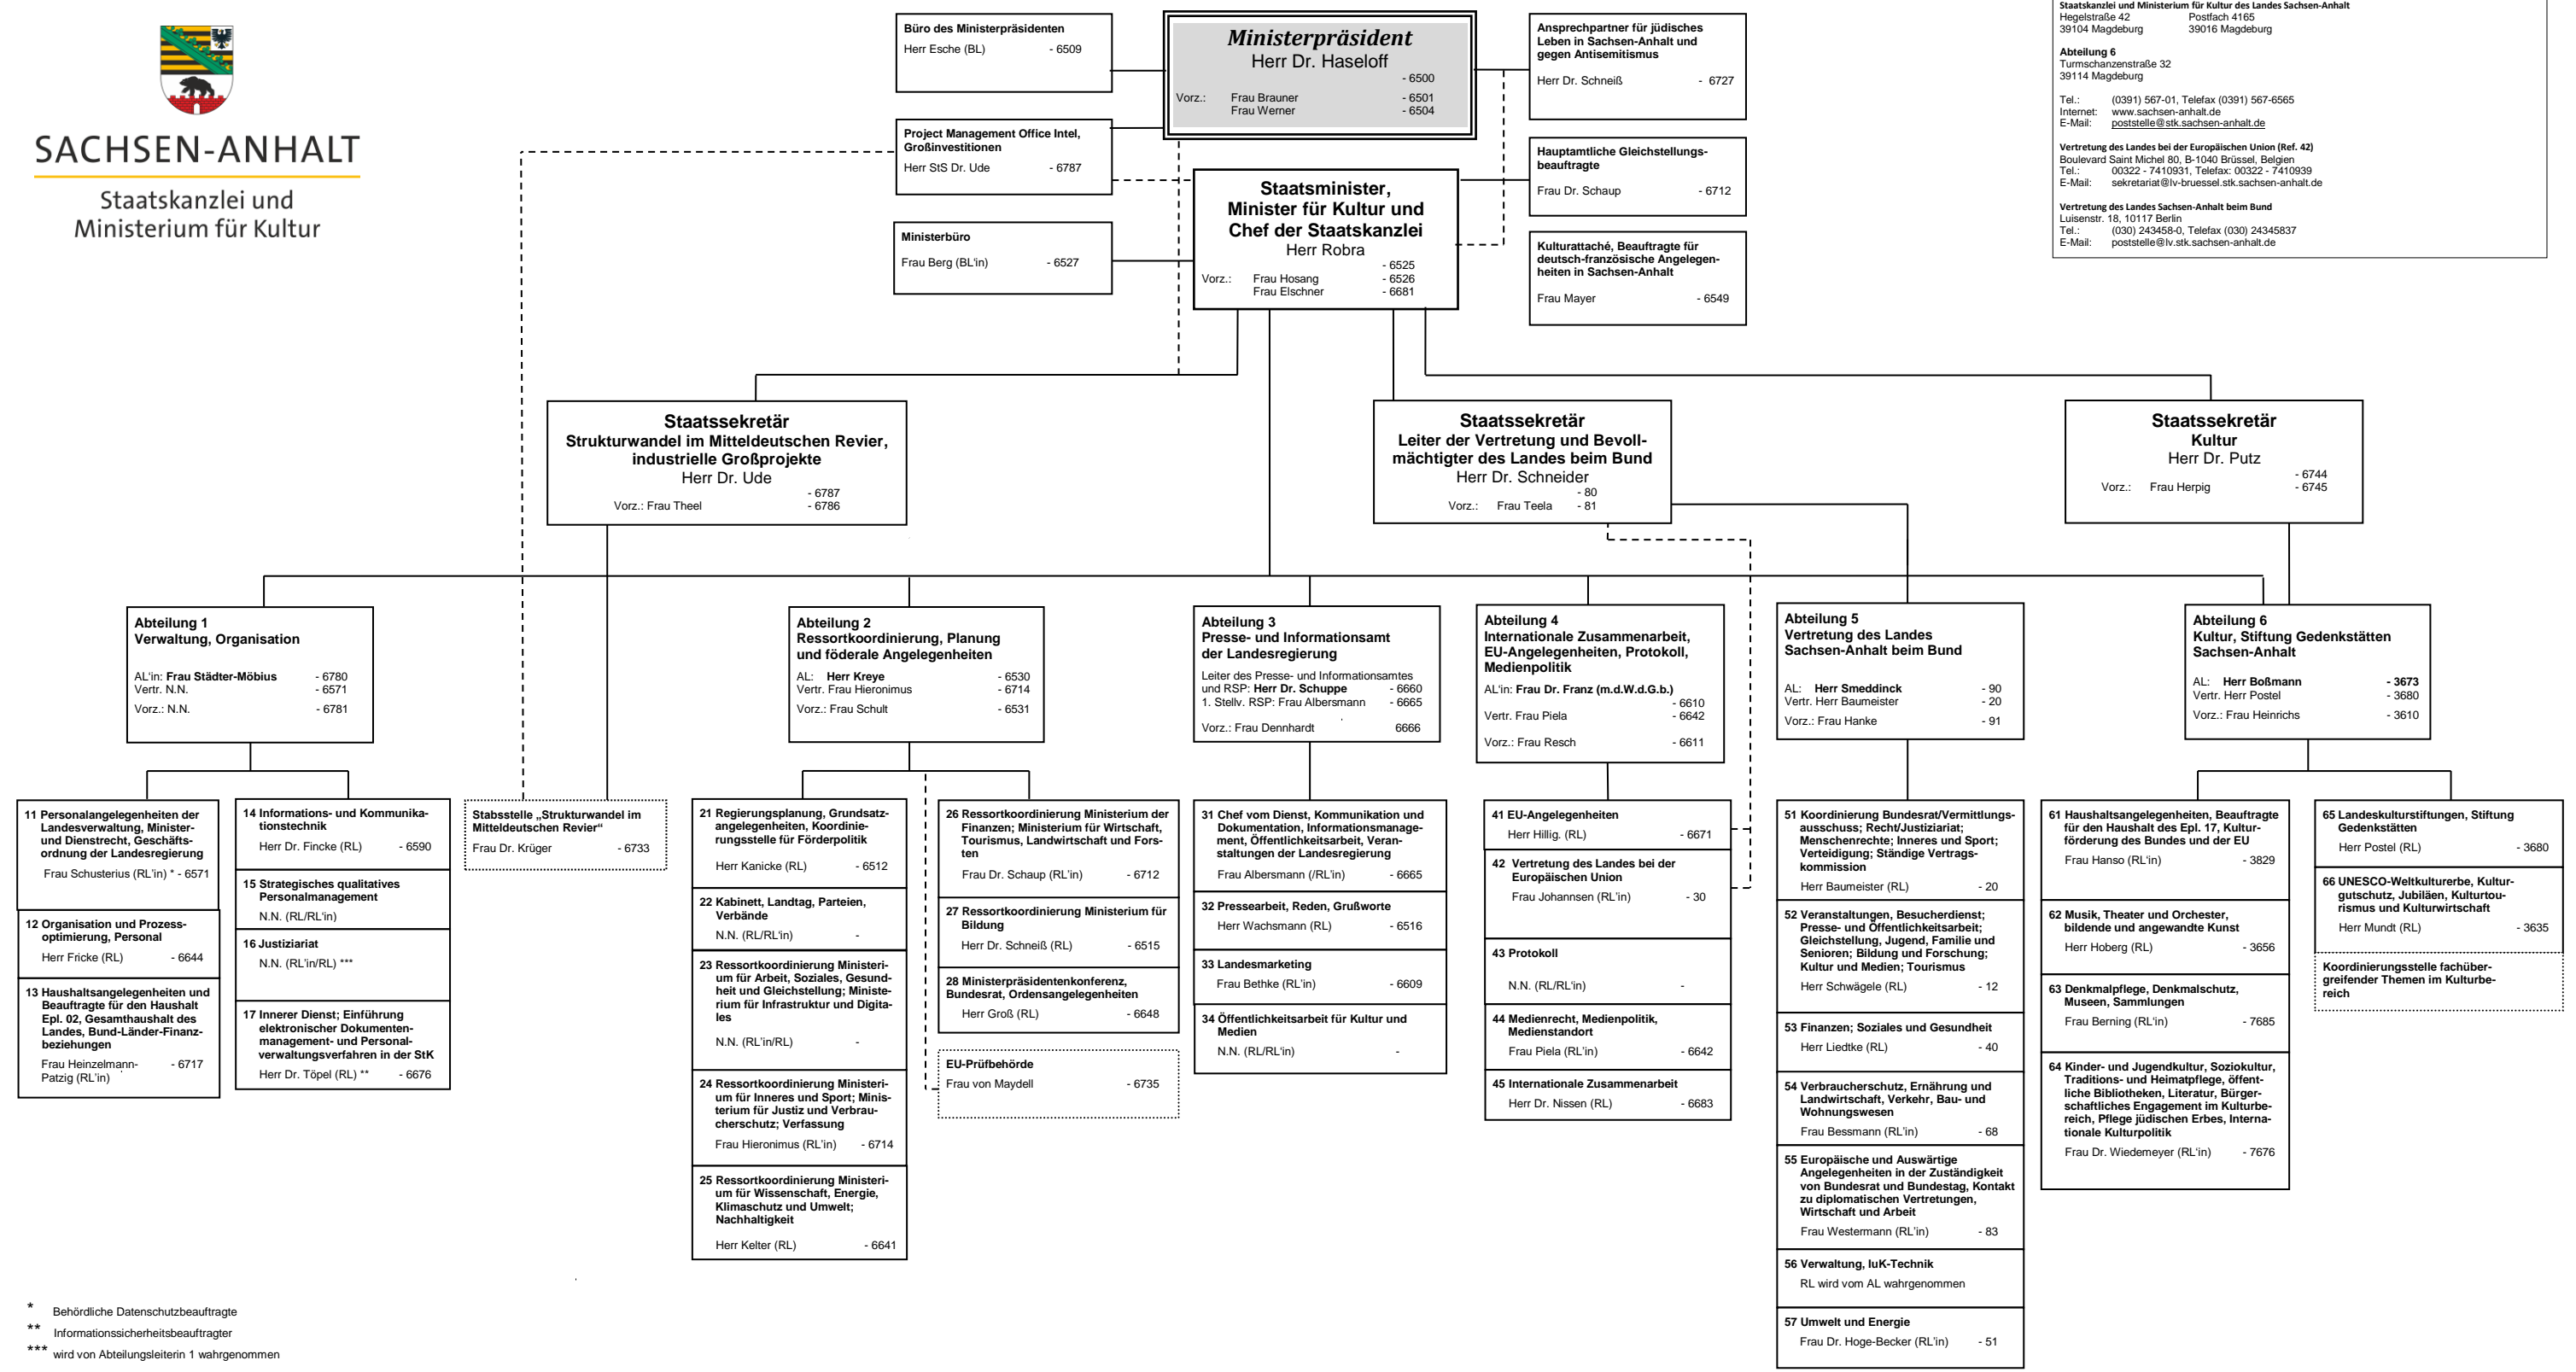 SACHSEN-ANHALT
Staatskanzlei und
Ministerium für Kultur
Büro des Ministerpräsidenten
Herr Esche (BL) - 6509
Project Management Office Intel,
Großinvestitionen
Herr StS Dr. Ude - 6787
Ministerbüro
Frau Berg (BL'in) - 6527
Ministerpräsident
Herr Dr. Haseloff
- 6500
Vorz.: Frau Brauner - 6501
Frau Werner - 6504
Staatsminister,
Minister für Kultur und
Chef der Staatskanzlei
Herr Robra
- 6525
Vorz.: Frau Hosang - 6526
Frau Elschner - 6681
Ansprechpartner für jüdisches
Leben in Sachsen-Anhalt und
gegen Antisemitismus
Herr Dr. Schneiß - 6727
Hauptamtliche Gleichstellungs-
beauftragte
Frau Dr. Schaup - 6712
Kulturattaché, Beauftragte für
deutsch-französische Angelegen-
heiten in Sachsen-Anhalt
Frau Mayer - 6549
Staatskanzlei und Ministerium für Kultur des Landes Sachsen-Anhalt
Hegelstraße 42 Postfach 4165
39104 Magdeburg 39016 Magdeburg
Abteilung 6
Turmschanzenstraße 32
39114 Magdeburg
Tel.: (0391) 567-01, Telefax (0391) 567-6565
Internet: www.sachsen-anhalt.de
E-Mail: poststelle@stk.sachsen-anhalt.de
Vertretung des Landes bei der Europäischen Union (Ref. 42)
Boulevard Saint Michel 80, B-1040 Brüssel, Belgien
Tel.: 00322 - 7410931, Telefax: 00322 - 7410939
E-Mail: sekretariat@lv-bruessel.stk.sachsen-anhalt.de
Vertretung des Landes Sachsen-Anhalt beim Bund
Luisenstr. 18, 10117 Berlin
Tel.: (030) 243458-0, Telefax (030) 24345837
E-Mail: poststelle@lv.stk.sachsen-anhalt.de
Staatssekretär
Strukturwandel im Mitteldeutschen Revier,
industrielle Großprojekte
Herr Dr. Ude
- 6787
Vorz.: Frau Theel - 6786
Staatssekretär
Leiter der Vertretung und Bevoll-
mächtigter des Landes beim Bund
Herr Dr. Schneider
- 80
Vorz.: Frau Teela - 81
Staatssekretär
Kultur
Herr Dr. Putz
- 6744
Vorz.: Frau Herpig - 6745
Abteilung 1
Verwaltung, Organisation
AL'in: Frau Städter-Möbius - 6780
Vertr. N.N. - 6571
Vorz.: N.N. - 6781
Abteilung 2
Ressortkoordinierung, Planung
und föderale Angelegenheiten
AL: Herr Kreye - 6530
Vertr. Frau Hieronimus - 6714
Vorz.: Frau Schult - 6531
Abteilung 3
Presse- und Informationsamt
der Landesregierung
Leiter des Presse- und Informationsamtes
und RSP: Herr Dr. Schuppe - 6660
1. Stellv. RSP: Frau Albersmann - 6665
Vorz.: Frau Dennhardt 6666
Abteilung 4
Internationale Zusammenarbeit,
EU-Angelegenheiten, Protokoll,
Medienpolitik
AL'in: Frau Dr. Franz (m.d.W.d.G.b.)
- 6610
Vertr. Frau Piela - 6642
Vorz.: Frau Resch - 6611
Abteilung 5
Vertretung des Landes
Sachsen-Anhalt beim Bund
AL: Herr Smeddinck - 90
Vertr. Herr Baumeister - 20
Vorz.: Frau Hanke - 91
Abteilung 6
Kultur, Stiftung Gedenkstätten
Sachsen-Anhalt
AL: Herr Boßmann - 3673
Vertr. Herr Postel - 3680
Vorz.: Frau Heinrichs - 3610
11 Personalangelegenheiten der
Landesverwaltung, Minister-
und Dienstrecht, Geschäfts-
ordnung der Landesregierung
Frau Schusterius (RL'in) * - 6571
12 Organisation und Prozess-
optimierung, Personal
Herr Fricke (RL) - 6644
13 Haushaltsangelegenheiten und
Beauftragte für den Haushalt
Epl. 02, Gesamthaushalt des
Landes, Bund-Länder-Finanz-
beziehungen
Frau Heinzelmann- - 6717
Patzig (RL'in)
14 Informations- und Kommunika-
tionstechnik
Herr Dr. Fincke (RL) - 6590
15 Strategisches qualitatives
Personalmanagement
N.N. (RL/RL'in)
16 Justiziariat
N.N. (RL'in/RL) ***
17 Innerer Dienst; Einführung
elektronischer Dokumenten-
management- und Personal-
verwaltungsverfahren in der StK
Herr Dr. Töpel (RL) ** - 6676
Stabsstelle „Strukturwandel im
Mitteldeutschen Revier“
Frau Dr. Krüger - 6733
21 Regierungsplanung, Grundsatz-
angelegenheiten, Koordinie-
rungsstelle für Förderpolitik
Herr Kanicke (RL) - 6512
22 Kabinett, Landtag, Parteien,
Verbände
N.N. (RL/RL'in) -
23 Ressortkoordinierung Ministeri-
um für Arbeit, Soziales, Gesund-
heit und Gleichstellung; Ministe-
rium für Infrastruktur und Digita-
les
N.N. (RL'in/RL) -
24 Ressortkoordinierung Ministeri-
um für Inneres und Sport; Minis-
terium für Justiz und Verbrau-
cherschutz; Verfassung
Frau Hieronimus (RL'in) - 6714
25 Ressortkoordinierung Ministeri-
um für Wissenschaft, Energie,
Klimaschutz und Umwelt;
Nachhaltigkeit
Herr Kelter (RL) - 6641
26 Ressortkoordinierung Ministerium der
Finanzen; Ministerium für Wirtschaft,
Tourismus, Landwirtschaft und Fors-
ten
Frau Dr. Schaup (RL'in) - 6712
27 Ressortkoordinierung Ministerium für
Bildung
Herr Dr. Schneiß (RL) - 6515
28 Ministerpräsidentenkonferenz,
Bundesrat, Ordensangelegenheiten
Herr Groß (RL) - 6648
EU-Prüfbehörde
Frau von Maydell - 6735
31 Chef vom Dienst, Kommunikation und
Dokumentation, Informationsmanage-
ment, Öffentlichkeitsarbeit, Veran-
staltungen der Landesregierung
Frau Albersmann (/RL'in) - 6665
32 Pressearbeit, Reden, Grußworte
Herr Wachsmann (RL) - 6516
33 Landesmarketing
Frau Bethke (RL'in) - 6609
34 Öffentlichkeitsarbeit für Kultur und
Medien
N.N. (RL/RL'in) -
41 EU-Angelegenheiten
Herr Hillig. (RL) - 6671
42 Vertretung des Landes bei der
Europäischen Union
Frau Johannsen (RL'in) - 30
43 Protokoll
N.N. (RL/RL'in) -
44 Medienrecht, Medienpolitik,
Medienstandort
Frau Piela (RL'in) - 6642
45 Internationale Zusammenarbeit
Herr Dr. Nissen (RL) - 6683
51 Koordinierung Bundesrat/Vermittlungs-
ausschuss; Recht/Justiziariat;
Menschenrechte; Inneres und Sport;
Verteidigung; Ständige Vertrags-
kommission
Herr Baumeister (RL) - 20
52 Veranstaltungen, Besucherdienst;
Presse- und Öffentlichkeitsarbeit;
Gleichstellung, Jugend, Familie und
Senioren; Bildung und Forschung;
Kultur und Medien; Tourismus
Herr Schwägele (RL) - 12
53 Finanzen; Soziales und Gesundheit
Herr Liedtke (RL) - 40
54 Verbraucherschutz, Ernährung und
Landwirtschaft, Verkehr, Bau- und
Wohnungswesen
Frau Bessmann (RL'in) - 68
55 Europäische und Auswärtige
Angelegenheiten in der Zuständigkeit
von Bundesrat und Bundestag, Kontakt
zu diplomatischen Vertretungen,
Wirtschaft und Arbeit
Frau Westermann (RL'in) - 83
56 Verwaltung, IuK-Technik
RL wird vom AL wahrgenommen
57 Umwelt und Energie
Frau Dr. Hoge-Becker (RL'in) - 51
61 Haushaltsangelegenheiten, Beauftragte
für den Haushalt des Epl. 17, Kultur-
förderung des Bundes und der EU
Frau Hanso (RL'in) - 3829
62 Musik, Theater und Orchester,
bildende und angewandte Kunst
Herr Hoberg (RL) - 3656
63 Denkmalpflege, Denkmalschutz,
Museen, Sammlungen
Frau Berning (RL'in) - 7685
64 Kinder- und Jugendkultur, Soziokultur,
Traditions- und Heimatpflege, öffent-
liche Bibliotheken, Literatur, Bürger-
schaftliches Engagement im Kulturbe-
reich, Pflege jüdischen Erbes, Interna-
tionale Kulturpolitik
Frau Dr. Wiedemeyer (RL'in) - 7676
65 Landeskulturstiftungen, Stiftung
Gedenkstätten
Herr Postel (RL) - 3680
66 UNESCO-Weltkulturerbe, Kultur-
gutschutz, Jubiläen, Kulturtou-
rismus und Kulturwirtschaft
Herr Mundt (RL) - 3635
Koordinierungsstelle fachüber-
greifender Themen im Kulturbe-
reich
* Behördliche Datenschutzbeauftragte
** Informationssicherheitsbeauftragter
*** wird von Abteilungsleiterin 1 wahrgenommen